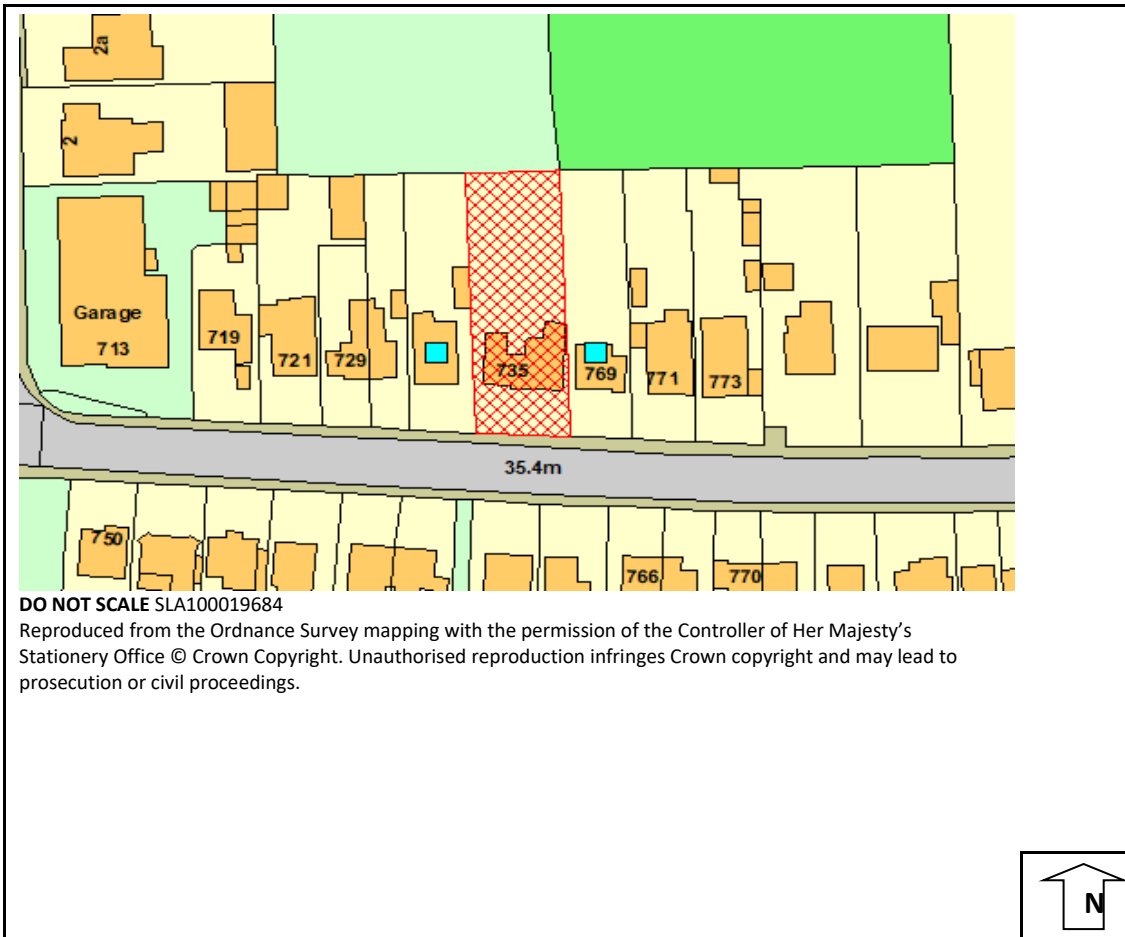 2a
2
Garage
713
719
721
729
735
769
771
773
35.4m
750
766
770
DO NOT SCALE SLA100019684
Reproduced from the Ordnance Survey mapping with the permission of the Controller of Her Majesty's
Stationery Office © Crown Copyright. Unauthorised reproduction infringes Crown copyright and may lead to
prosecution or civil proceedings.
N